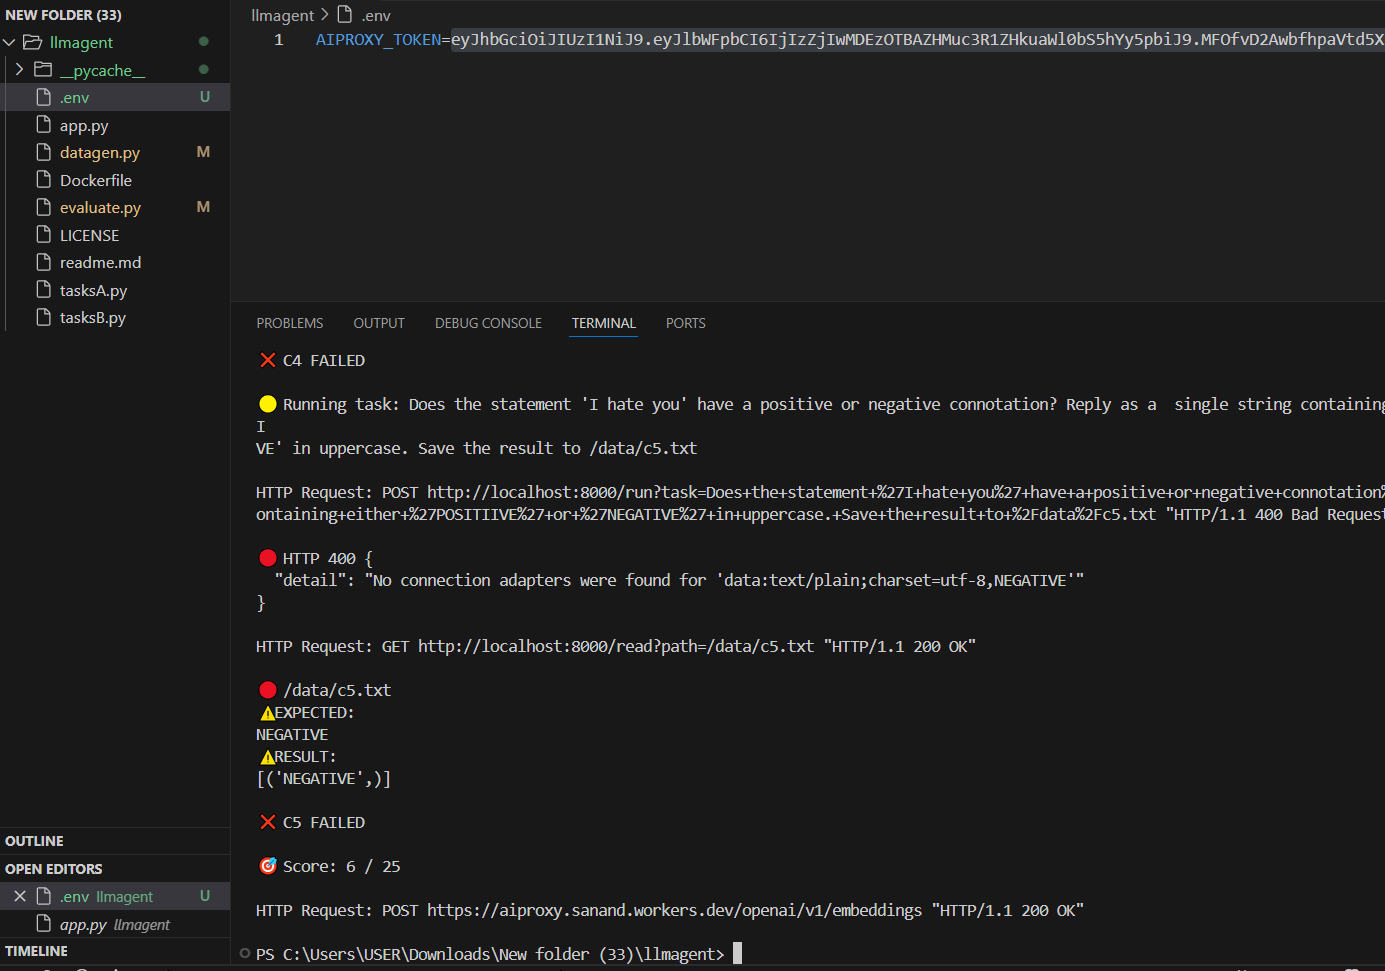 NEW FOLDER (33)
llmagent
__pycache__
.env U
app.py
datagen.py M
Dockerfile
evaluate.py M
LICENSE
readme.md
tasksA.py
tasksB.py
OUTLINE
OPEN EDITORS
.env llmagent U
app.py llmagent
TIMELINE
llmagent > .env
1 AIPROXY_TOKEN=eyJhbGciOiJIUzI1NiJ9.eyJlbWFpbCI6IjIzZjIwMDEzOTBAZHMuc3R1ZHkuaWl0bS5hYy5pbiJ9.MFOfvD2AwbfhpaVtd5X
PROBLEMS OUTPUT DEBUG CONSOLE TERMINAL PORTS
❌ C4 FAILED
🟡 Running task: Does the statement 'I hate you' have a positive or negative connotation? Reply as a  single string containing
I
VE' in uppercase. Save the result to /data/c5.txt
HTTP Request: POST http://localhost:8000/run?task=Does+the+statement+%27I+hate+you%27+have+a+positive+or+negative+connotation%
ontaining+either+%27POSITIIVE%27+or+%27NEGATIVE%27+in+uppercase.+Save+the+result+to+%2Fdata%2Fc5.txt "HTTP/1.1 400 Bad Request
🔴 HTTP 400 {
"detail": "No connection adapters were found for 'data:text/plain;charset=utf-8,NEGATIVE'"
}
HTTP Request: GET http://localhost:8000/read?path=/data/c5.txt "HTTP/1.1 200 OK"
🔴 /data/c5.txt
⚠️EXPECTED:
NEGATIVE
⚠️RESULT:
[('NEGATIVE',)]
❌ C5 FAILED
🎯 Score: 6 / 25
HTTP Request: POST https://aiproxy.sanand.workers.dev/openai/v1/embeddings "HTTP/1.1 200 OK"
PS C:\Users\USER\Downloads\New folder (33)\llmagent>